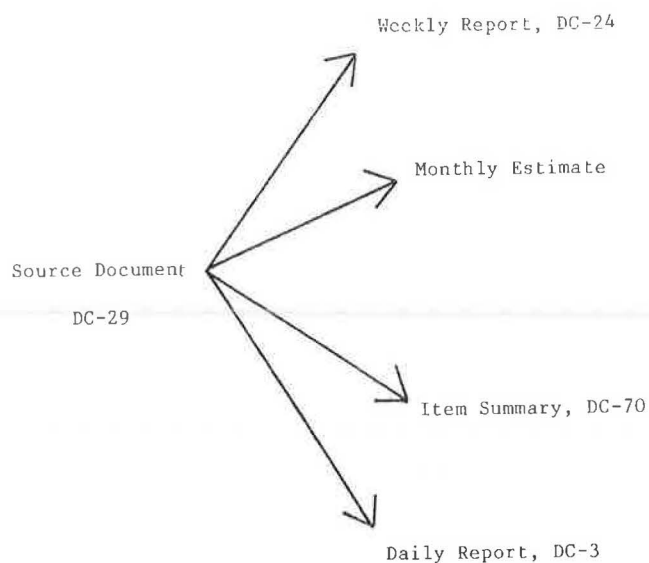 Weekly Report, DC-24
Monthly Estimate
Source Document
DC-29
Item Summary, DC-70
Daily Report, DC-3